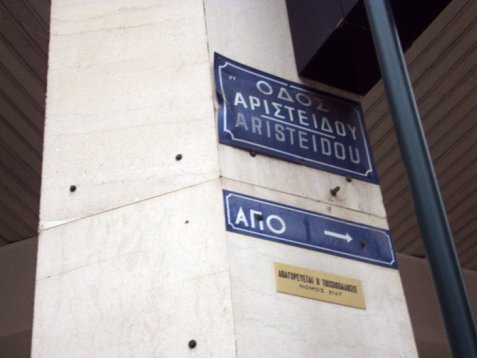 ΟΔΟΣ
ΑΡΙΣΤΕΙΔΟΥ
ARISTEIDOU
ΑΠΟ 1 →
ΑΠΑΓΟΡΕΥΕΤΑΙ Η ΤΟΙΧΟΚΟΛΛΗΣΙΣ
ΝΟΜΟΣ